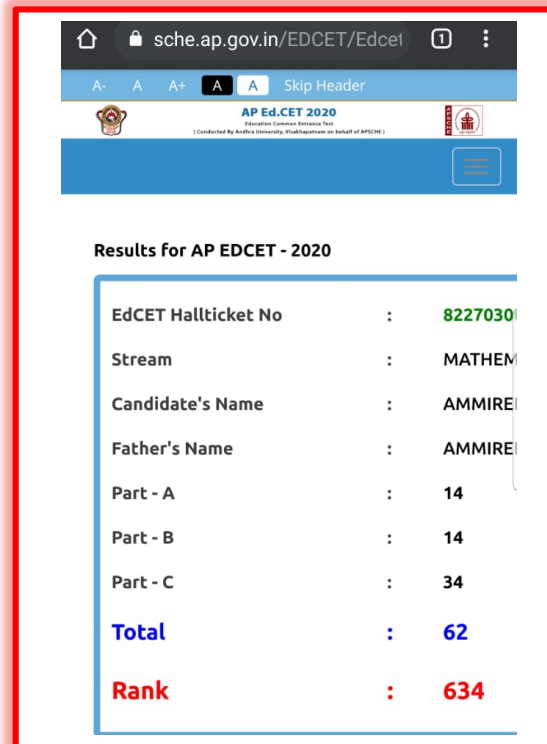 sche.ap.gov.in/EDCET/Edcet 1
A- A A+ A A Skip Header
AP Ed.CET 2020
Education Common Entrance Test
( Conducted By Andhra University, Visakhapatnam on behalf of APSCHE )
APSCHE
Results for AP EDCET - 2020
EdCET Hallticket No : 8227030
Stream : MATHEM
Candidate's Name : AMMIRE
Father's Name : AMMIRE
Part - A : 14
Part - B : 14
Part - C : 34
Total : 62
Rank : 634